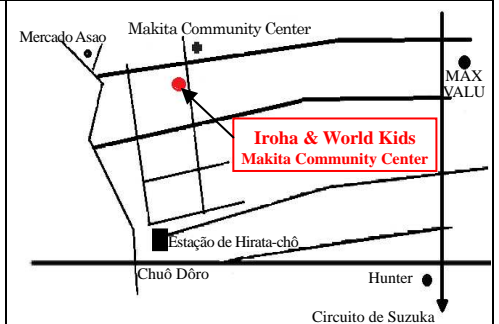 Makita Community Center
Mercado Asao
MAX
VALU
Iroha & World Kids
Makita Community Center
Estação de Hirata-chô
Chuô Dôro
Hunter
Circuito de Suzuka